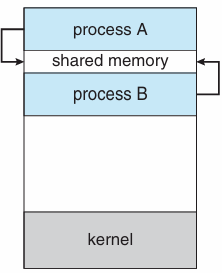 process A
shared memory
process B
kernel